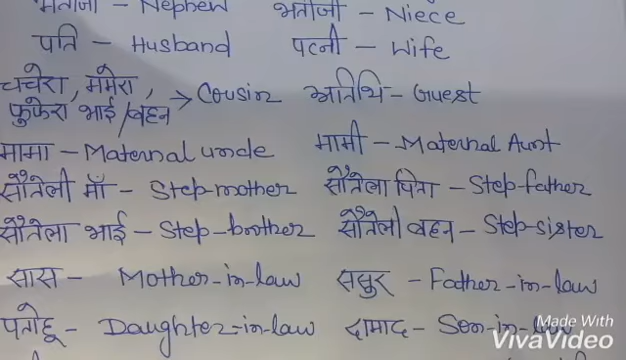 भतीजा - Nephew भतीजी - Niece
पति - Husband पत्नी - Wife
चचेरा, ममेरा, फुफेरा भाई/बहन → Cousin अतिथि - Guest
मामा - Maternal uncle मामी - Maternal Aunt
सौतेली माँ - Step-mother सौतेला पिता - Step-father
सौतेला भाई - Step-brother सौतेली बहन - Step-sister
सास - Mother-in-law ससुर - Father-in-law
पतोहू - Daughter-in-law दामाद - Son-in-law
Made With
VivaVideo